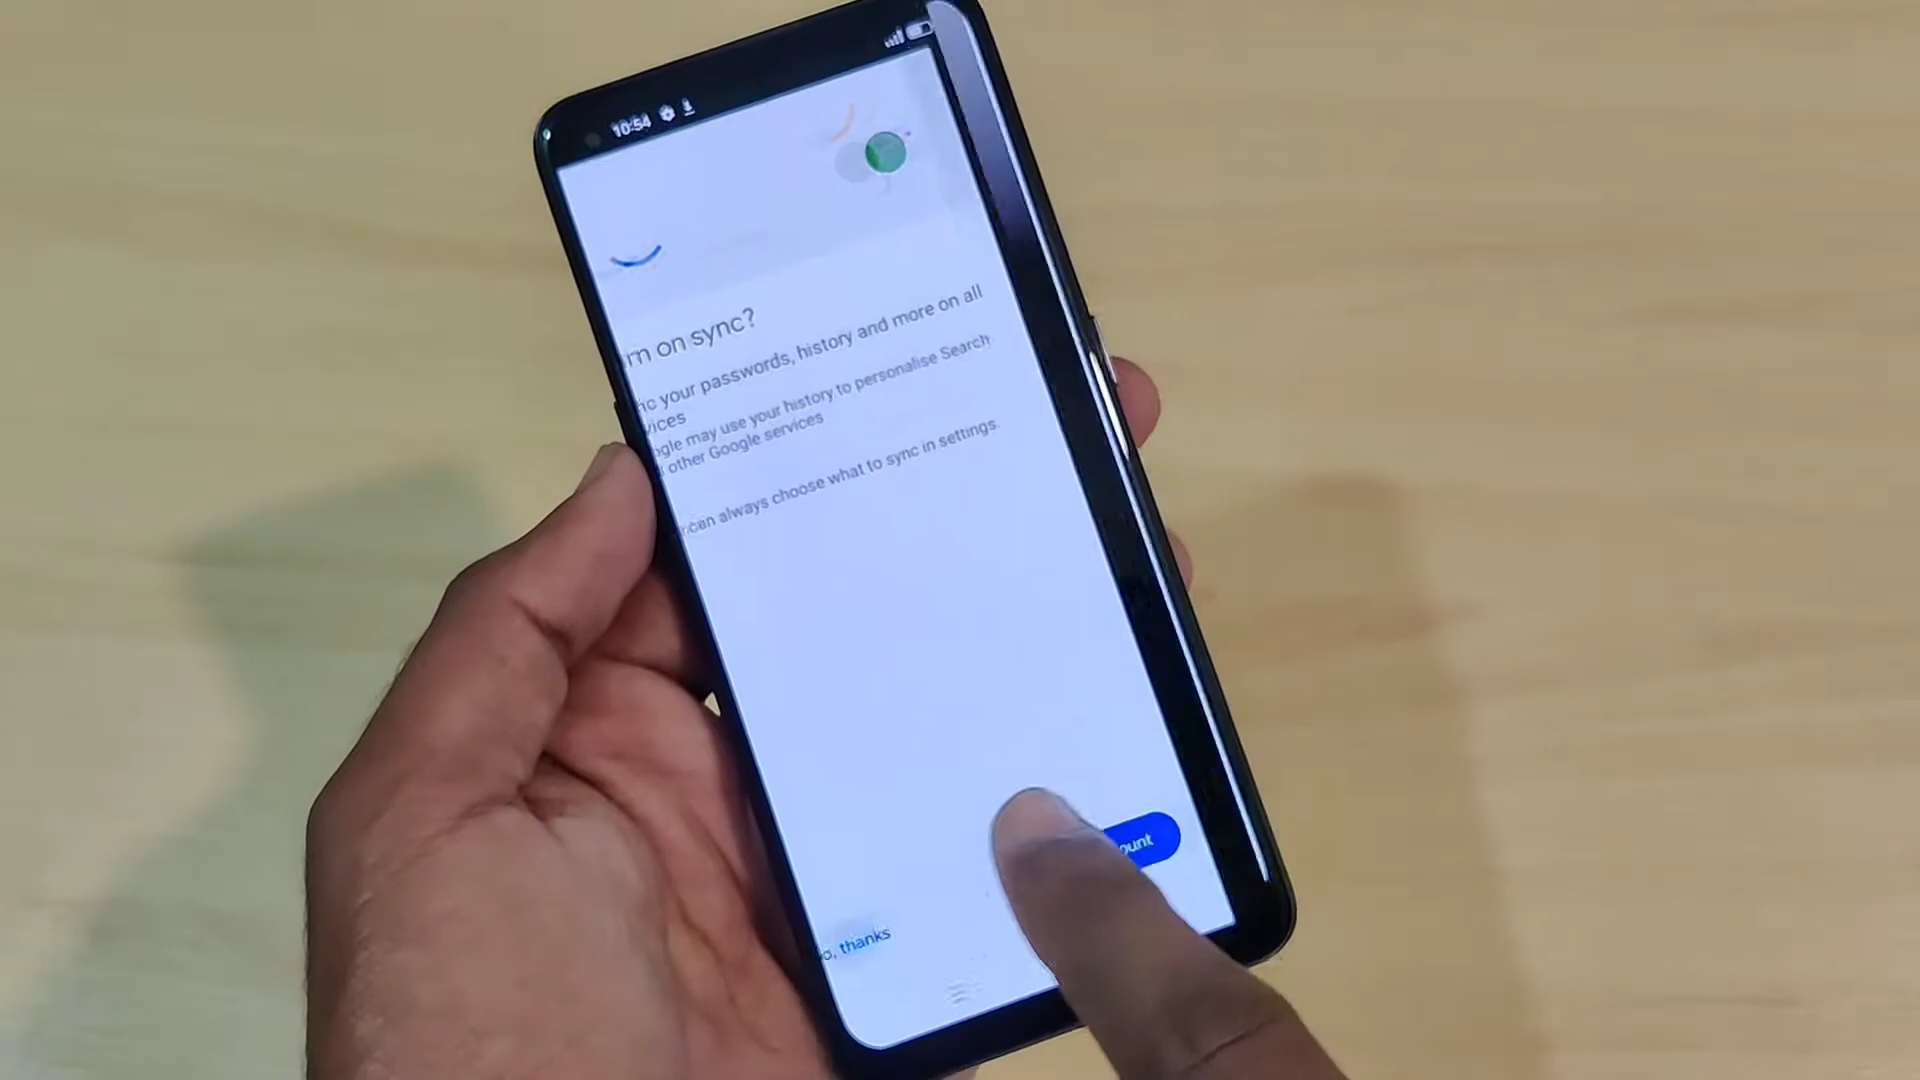 10:54
rn on sync?
nc your passwords, history and more on all
vices
ogle may use your history to personalise Search
d other Google services
can always choose what to sync in settings.
ount
o, thanks